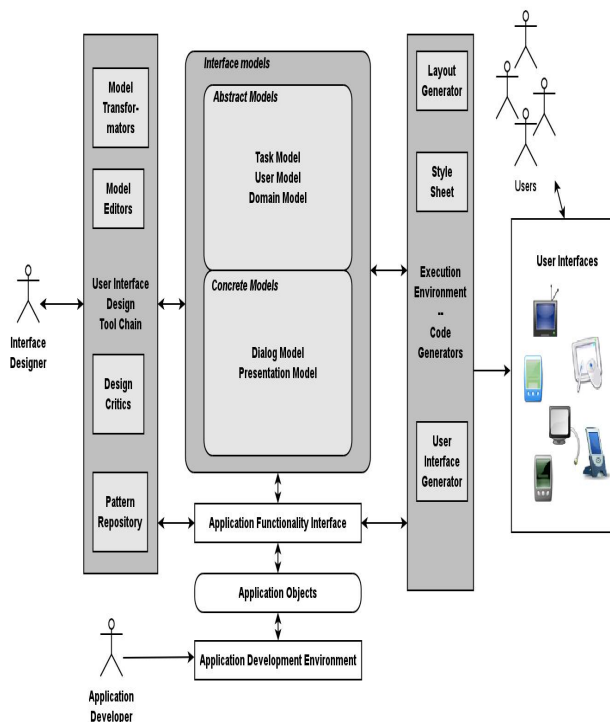 Model
Transfor-
mators
Model
Editors
User Interface
Design
Tool Chain
Design
Critics
Pattern
Repository
Interface
Designer
Interface models
Abstract Models
Task Model
User Model
Domain Model
Concrete Models
Dialog Model
Presentation Model
Application Functionality Interface
Application Objects
Application Development Environment
Application
Developer
Layout
Generator
Style
Sheet
Execution
Environment
--
Code
Generators
User
Interface
Generator
Users
User Interfaces